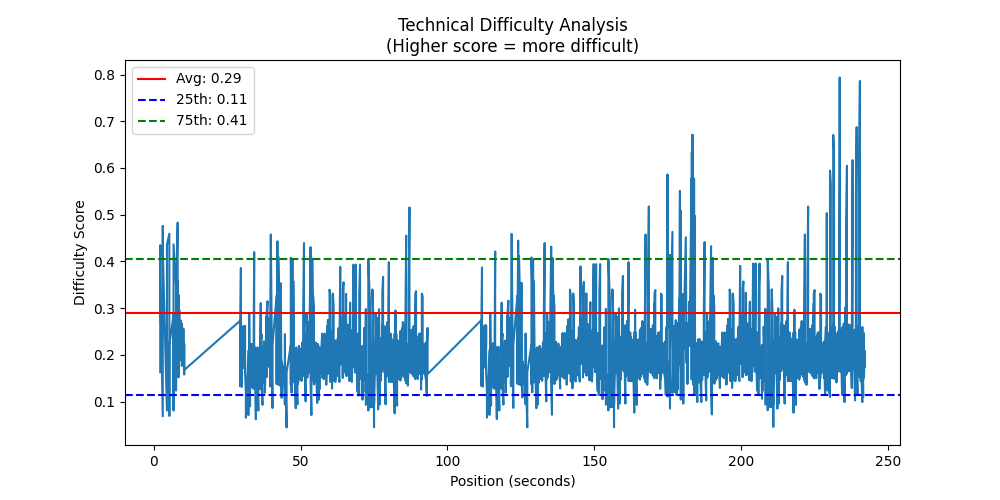 Technical Difficulty Analysis
(Higher score = more difficult)
Avg: 0.29
25th: 0.11
75th: 0.41
0.8
0.7
0.6
0.5
0.4
0.3
0.2
0.1
Difficulty Score
0 50 100 150 200 250
Position (seconds)